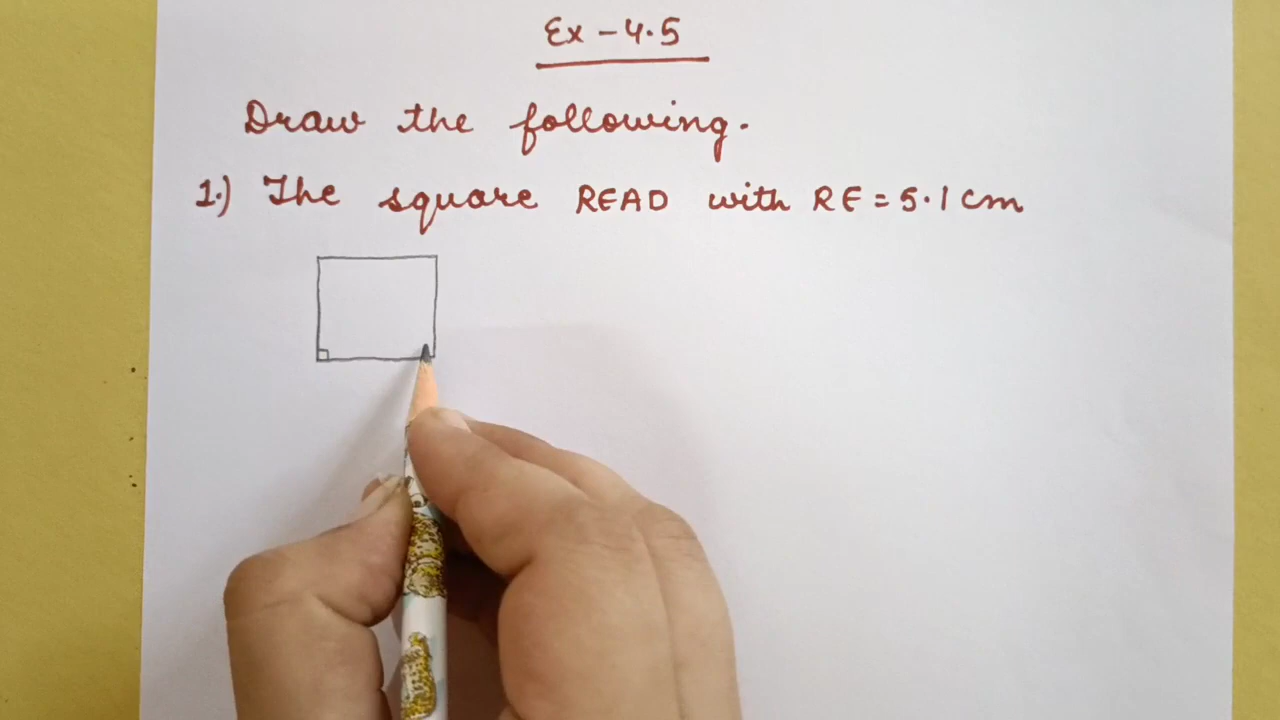 Ex - 4.5
Draw the following.
1.) The square READ with RE = 5.1 cm